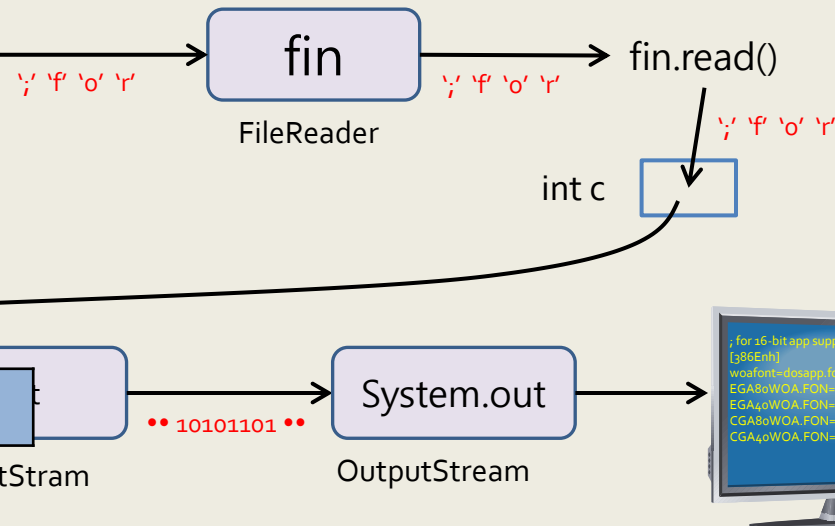 fin
fin.read()
';' 'f' 'o' 'r'
';' 'f' 'o' 'r'
FileReader
';' 'f' 'o' 'r'
int c
; for 16-bit app supp
[386Enh]
woafont=dosapp.fo
EGA80WOA.FON=
EGA40WOA.FON=
CGA80WOA.FON=
CGA40WOA.FON=
t
System.out
•• 10101101 ••
tStram
OutputStream